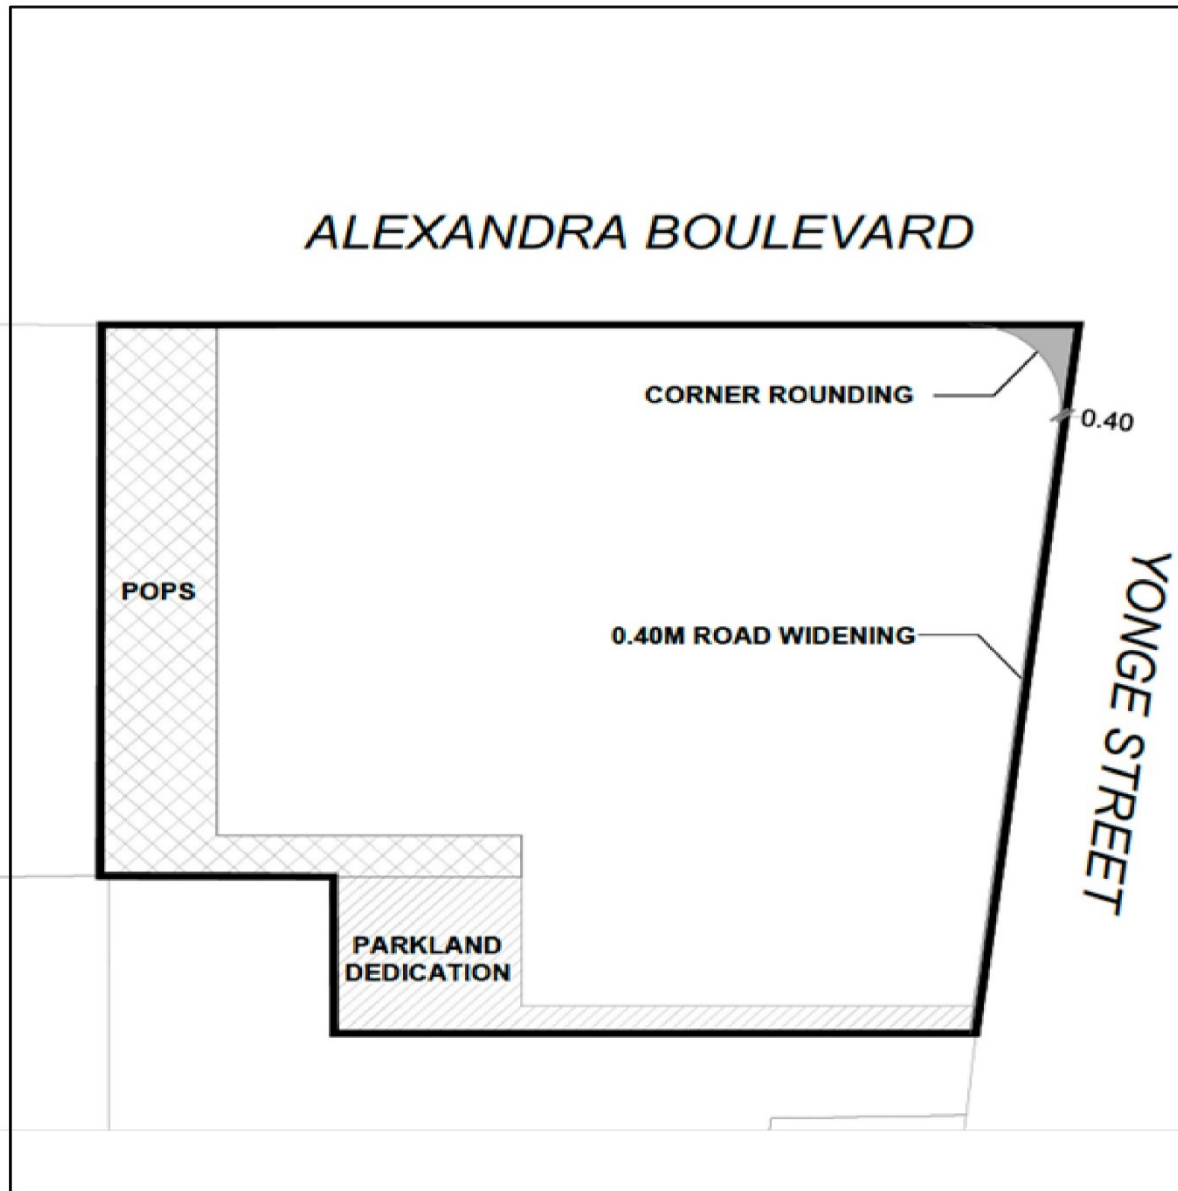 ALEXANDRA BOULEVARD
CORNER ROUNDING
0.40
POPS
0.40M ROAD WIDENING
YONGE STREET
PARKLAND
DEDICATION